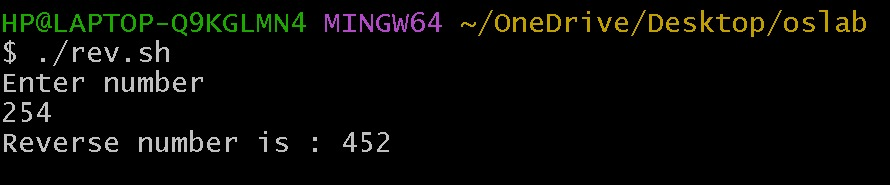 HP@LAPTOP-Q9KGLMN4 MINGW64 ~/OneDrive/Desktop/oslab
$ ./rev.sh
Enter number
254
Reverse number is : 452